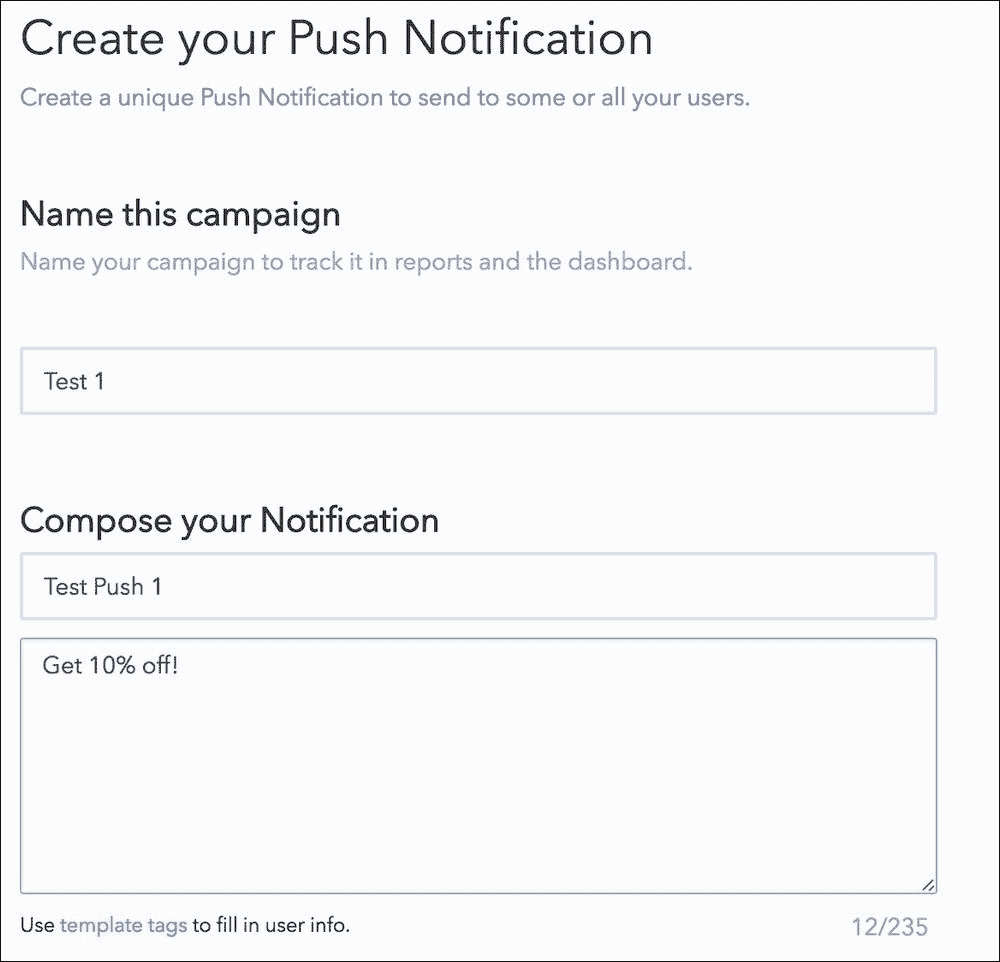 Create your Push Notification
Create a unique Push Notification to send to some or all your users.
Name this campaign
Name your campaign to track it in reports and the dashboard.
Test 1
Compose your Notification
Test Push 1
Get 10% off!
Use template tags to fill in user info.
12/235